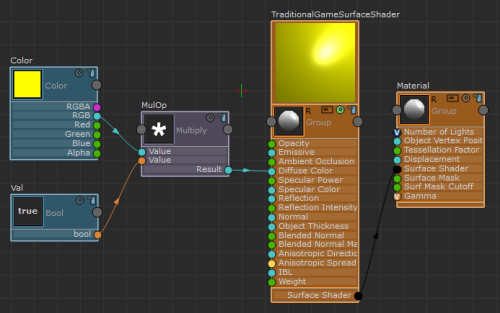 TraditionalGameSurfaceShader
Color
Color
RGBA
RGB
Red
Green
Blue
Alpha
Val
true
Bool
bool
MulOp
*
Multiply
Value
Value
Result
R
Group
Opacity
Emissive
Ambient Occlusion
Diffuse Color
Specular Power
Specular Color
Reflection
Reflection Intensity
Normal
Object Thickness
Blended Normal
Blended Normal Ma
Anisotropic Directio
Anisotropic Spread
IBL
Weight
Surface Shader
Material
R
Group
Number of Lights
Object Vertex Positi
Tessellation Factor
Displacement
Surface Shader
Surface Mask
Surf Mask Cutoff
Gamma